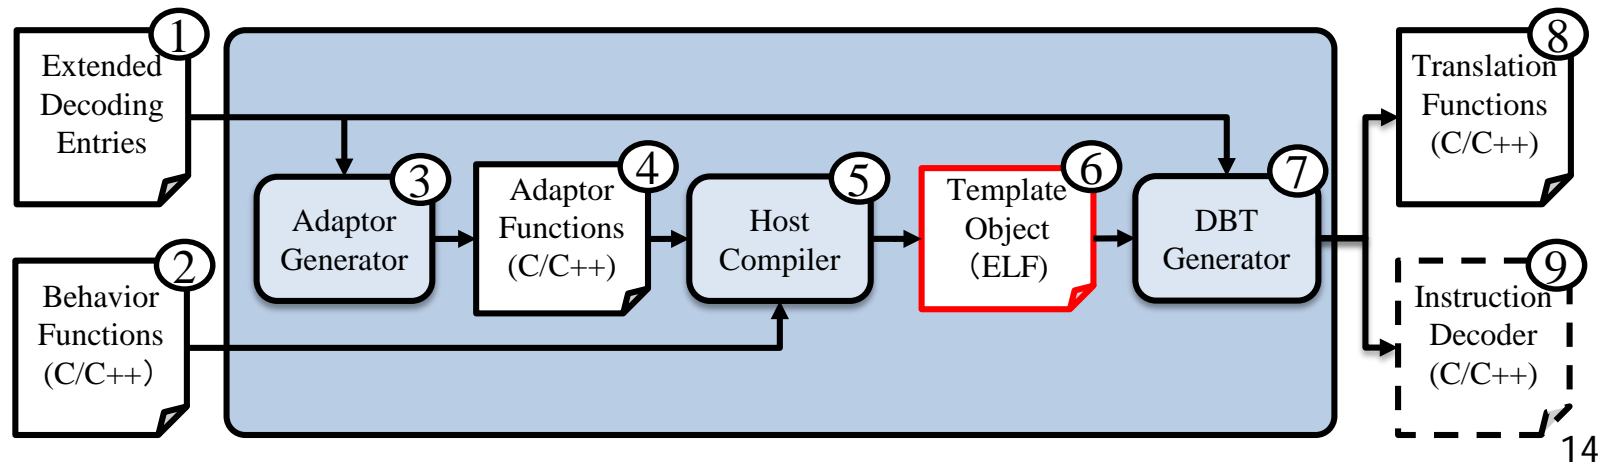 1
Extended
Decoding
Entries
2
Behavior
Functions
(C/C++）
3
Adaptor
Generator
4
Adaptor
Functions
(C/C++)
5
Host
Compiler
6
Template
Object
（ELF)
7
DBT
Generator
8
Translation
Functions
(C/C++)
9
Instruction
Decoder
(C/C++)
14